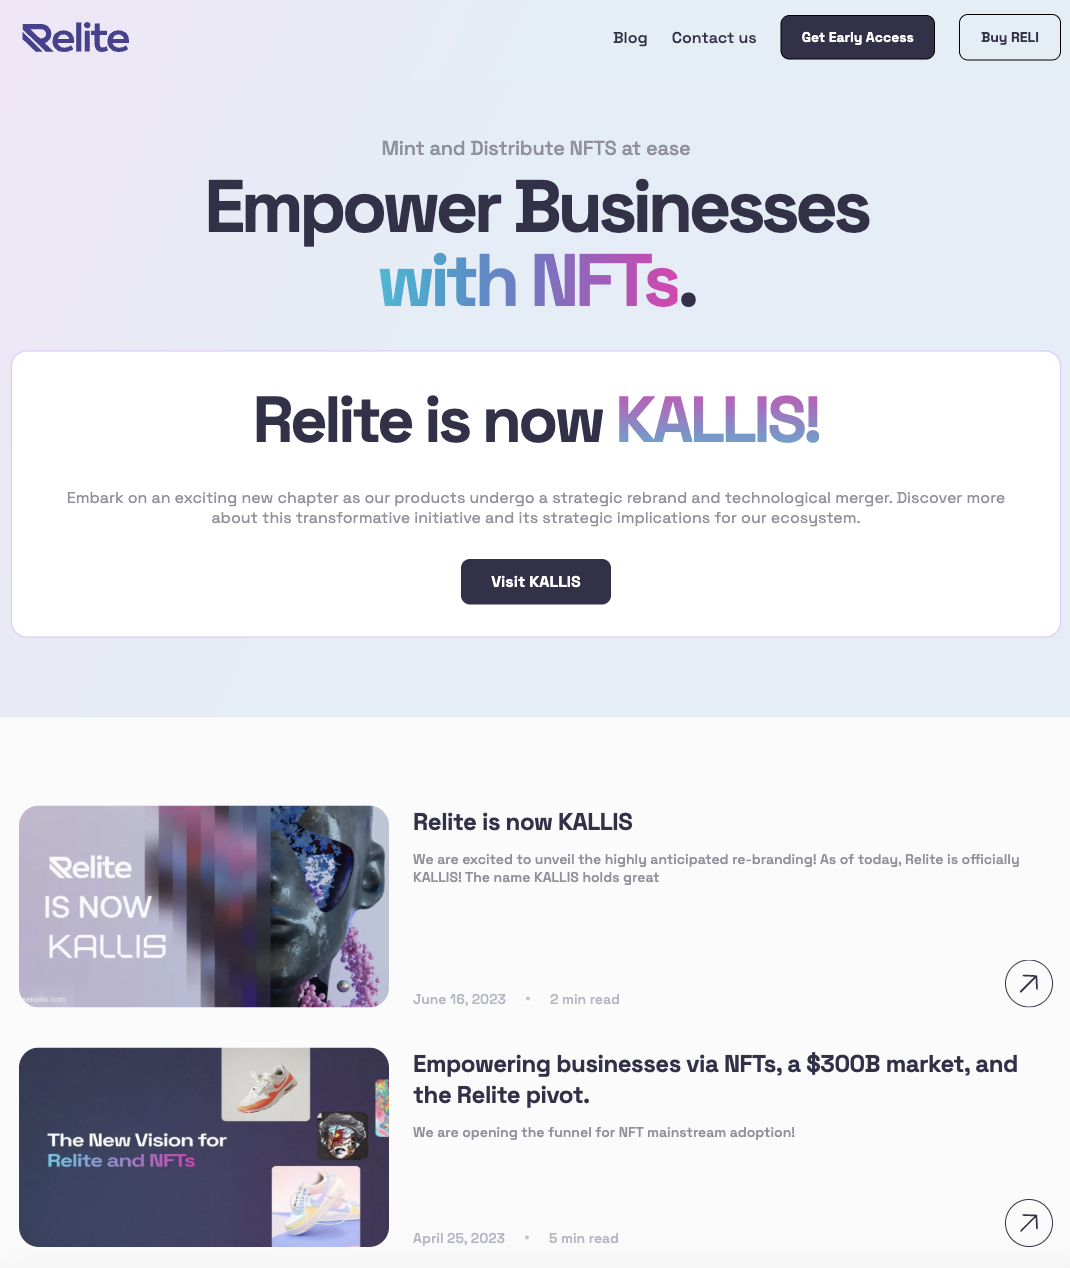 Relite
Blog
Contact us
Get Early Access
Buy RELI
Mint and Distribute NFTS at ease
Empower Businesses
with NFTs.
Relite is now KALLIS!
Embark on an exciting new chapter as our products undergo a strategic rebrand and technological merger. Discover more
about this transformative initiative and its strategic implications for our ecosystem.
Visit KALLIS
Relite
IS NOW
KALLIS
Relite is now KALLIS
We are excited to unveil the highly anticipated re-branding! As of today, Relite is officially
KALLIS! The name KALLIS holds great
June 16, 2023 • 2 min read
The New Vision for
Relite and NFTs
Empowering businesses via NFTs, a $300B market, and
the Relite pivot.
We are opening the funnel for NFT mainstream adoption!
April 25, 2023 • 5 min read